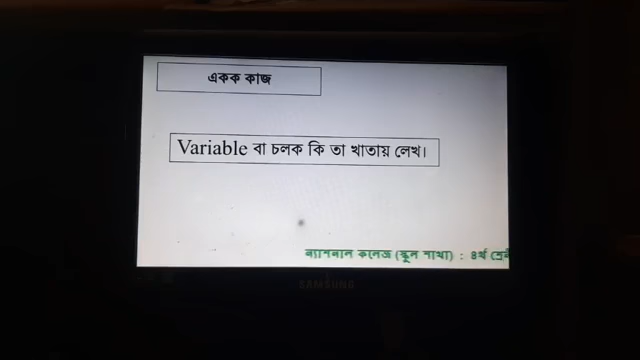 একক কাজ
Variable বা চলক কি তা খাতায় লেখ।
ন্যাশনাল কলেজ (স্কুল শাখা) : ৪র্থ
SAMSUNG